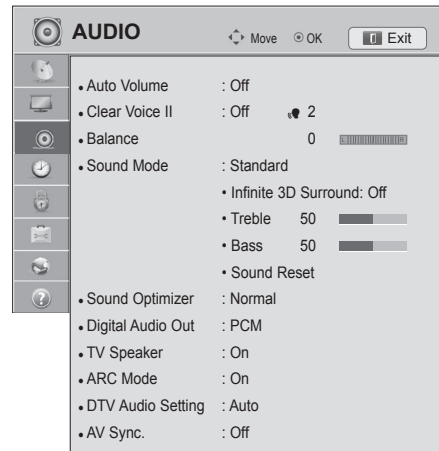 AUDIO Move OK Exit
• Auto Volume : Off
• Clear Voice II : Off 2
• Balance 0 L R
• Sound Mode : Standard
• Infinite 3D Surround: Off
• Treble 50
• Bass 50
• Sound Reset
• Sound Optimizer : Normal
• Digital Audio Out : PCM
• TV Speaker : On
• ARC Mode : On
• DTV Audio Setting : Auto
• AV Sync. : Off